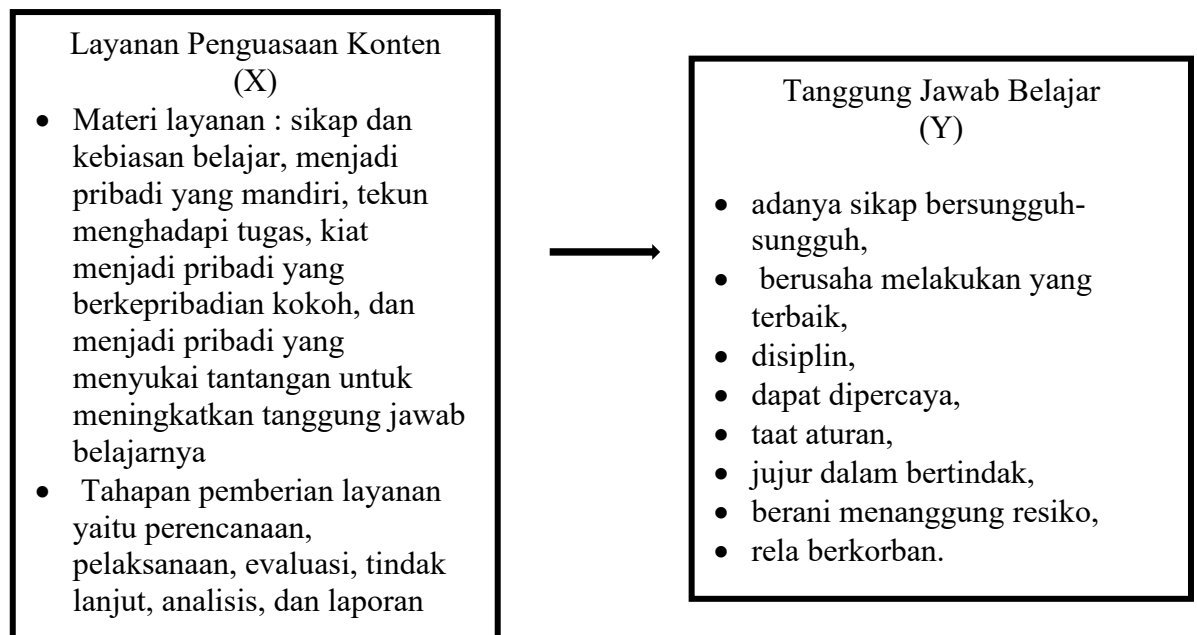 Layanan Penguasaan Konten
(X)
• Materi layanan : sikap dan
kebiasan belajar, menjadi
pribadi yang mandiri, tekun
menghadapi tugas, kiat
menjadi pribadi yang
berkepribadian kokoh, dan
menjadi pribadi yang
menyukai tantangan untuk
meningkatkan tanggung jawab
belajarnya
• Tahapan pemberian layanan
yaitu perencanaan,
pelaksanaan, evaluasi, tindak
lanjut, analisis, dan laporan
Tanggung Jawab Belajar
(Y)
• adanya sikap bersungguh-
sungguh,
• berusaha melakukan yang
terbaik,
• disiplin,
• dapat dipercaya,
• taat aturan,
• jujur dalam bertindak,
• berani menanggung resiko,
• rela berkorban.